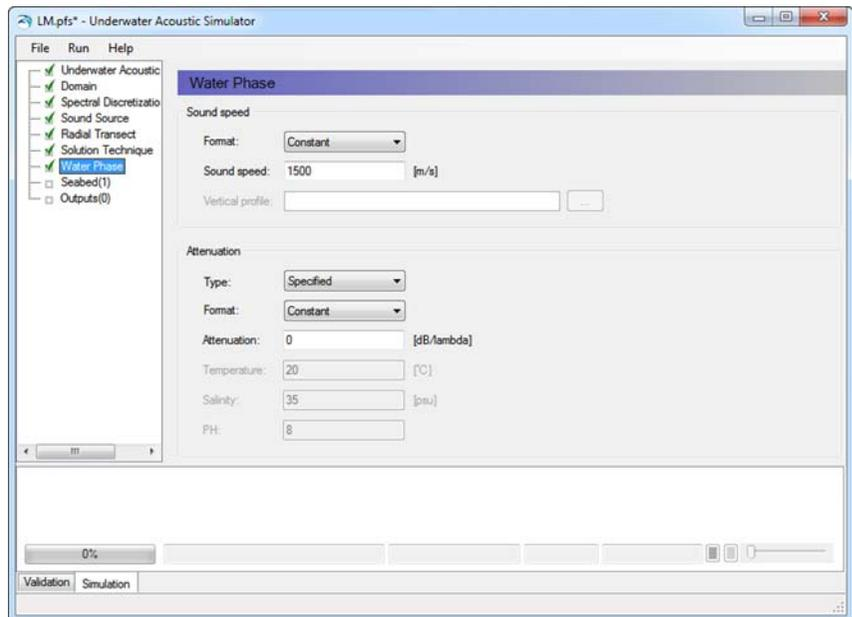 LM.pfs* - Underwater Acoustic Simulator
File Run Help
Underwater Acoustic
Domain
Spectral Discretizatio
Sound Source
Radial Transect
Solution Technique
Water Phase
Seabed(1)
Outputs(0)
Water Phase
Sound speed
Format: Constant
Sound speed: 1500 [m/s]
Vertical profile: ...
Attenuation
Type: Specified
Format: Constant
Attenuation: 0 [dB/lambda]
Temperature: 20 [°C]
Salinity: 35 [psu]
PH: 8
0%
Validation Simulation